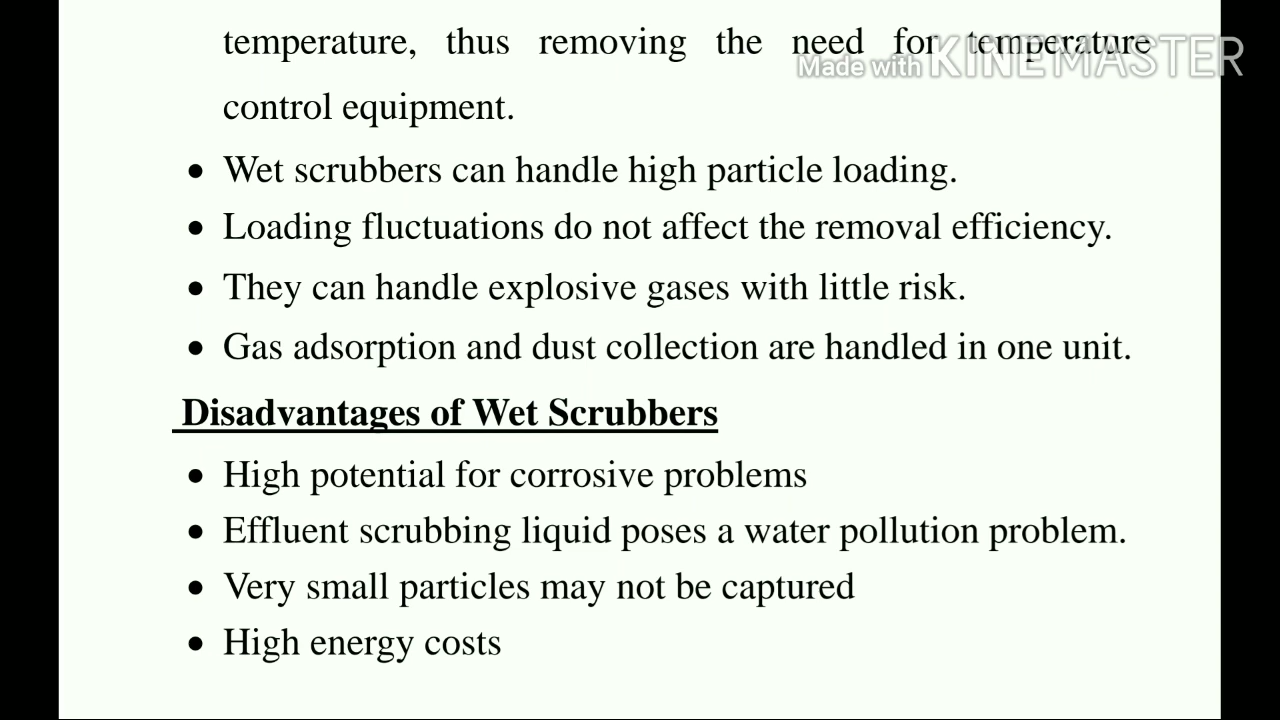 temperature, thus removing the need for temperature
Made with KINEMASTER
control equipment.
• Wet scrubbers can handle high particle loading.
• Loading fluctuations do not affect the removal efficiency.
• They can handle explosive gases with little risk.
• Gas adsorption and dust collection are handled in one unit.
Disadvantages of Wet Scrubbers
• High potential for corrosive problems
• Effluent scrubbing liquid poses a water pollution problem.
• Very small particles may not be captured
• High energy costs